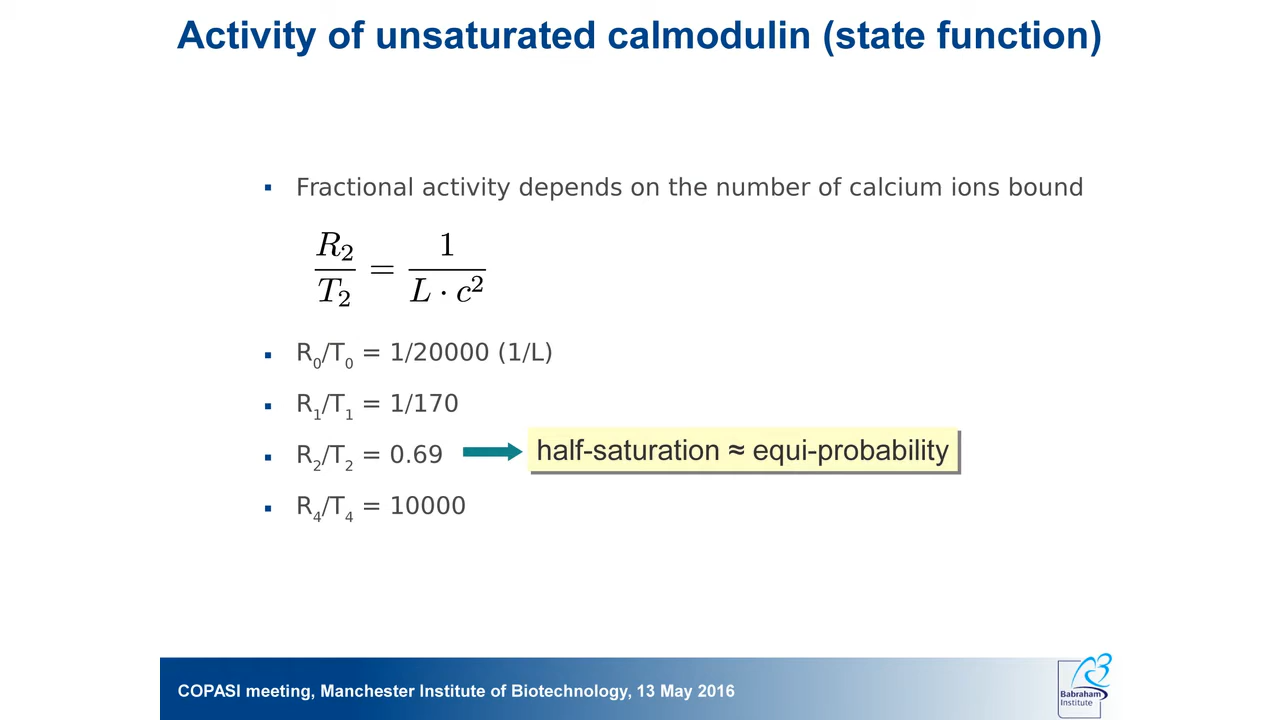 Activity of unsaturated calmodulin (state function)
▪ Fractional activity depends on the number of calcium ions bound
R₂/T₂ = 1/(L · c²)
▪ R₀/T₀ = 1/20000 (1/L)
▪ R₁/T₁ = 1/170
▪ R₂/T₂ = 0.69 half-saturation ≈ equi-probability
▪ R₄/T₄ = 10000
COPASI meeting, Manchester Institute of Biotechnology, 13 May 2016
Babraham
Institute